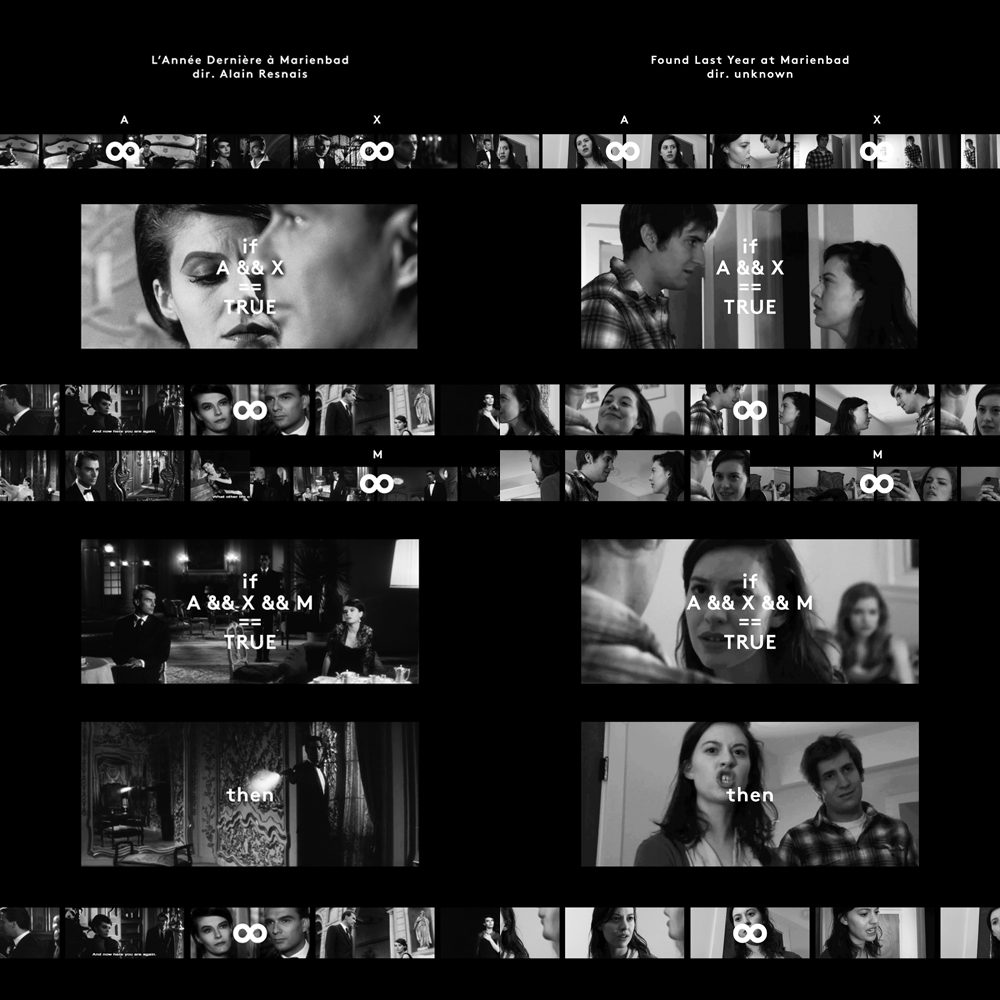 L'Année Dernière à Marienbad
dir. Alain Resnais
A
X
∞
∞
if
A && X
==
TRUE
And now here you are again.
∞
M
∞
if
A && X && M
==
TRUE
then
And now here you are again.
∞
Found Last Year at Marienbad
dir. unknown
A
X
∞
∞
if
A && X
==
TRUE
∞
M
∞
if
A && X && M
==
TRUE
then
∞